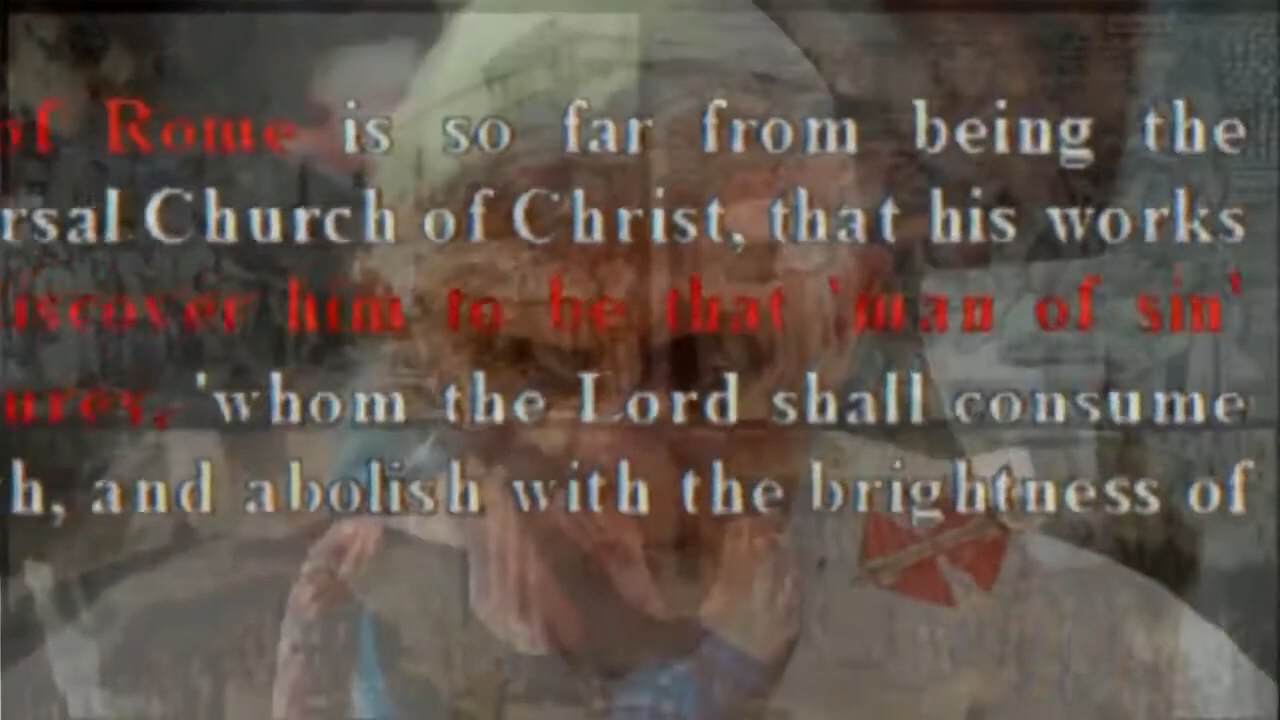 of Rome is so far from being the
rsal Church of Christ, that his works
iscover him to be that 'man of sin'
ures, 'whom the Lord shall consume
h, and abolish with the brightness of